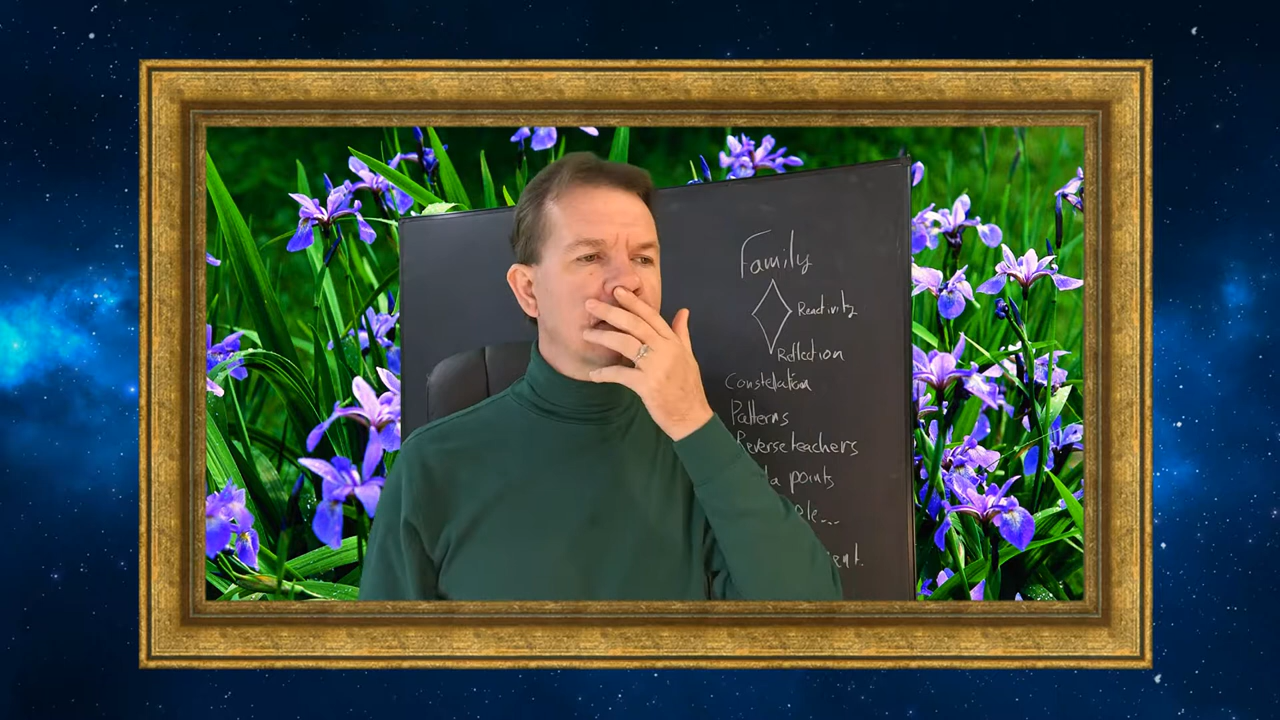 Family
Reactivity
Reflection
Constellation
Patterns
Reverse teachers
points